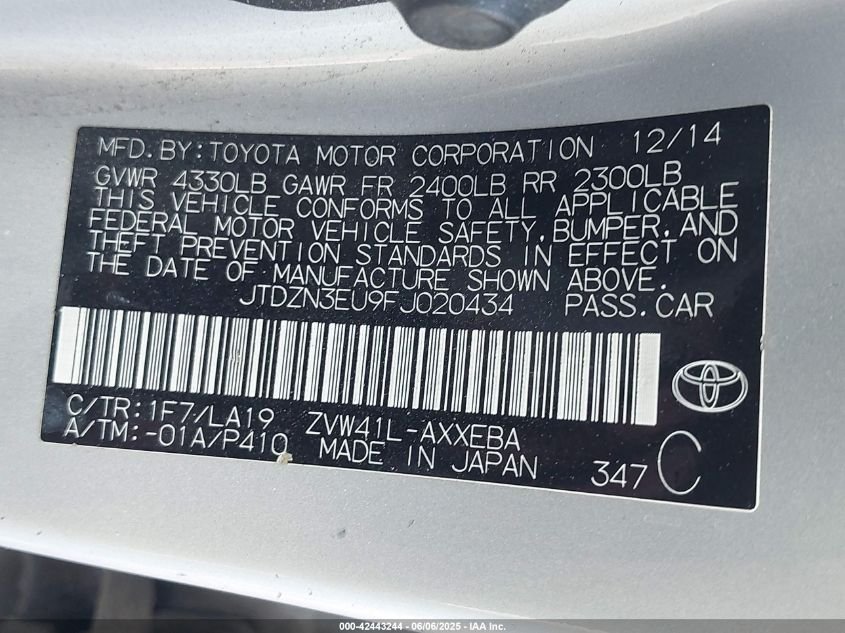 MFD. BY: TOYOTA MOTOR CORPORATION 12/14
GVWR 4330LB GAWR FR 2400LB RR 2300LB
THIS VEHICLE CONFORMS TO ALL APPLICABLE
FEDERAL MOTOR VEHICLE SAFETY, BUMPER, AND
THEFT PREVENTION STANDARDS IN EFFECT ON
THE DATE OF MANUFACTURE SHOWN ABOVE.
JTDZN3EU9FJ020434 PASS. CAR
C/TR: 1F7/LA19 ZVW41L-AXXEBA
A/TM: -01A/P410 MADE IN JAPAN 347 C
000-42443244 | 06/06/2025 - IAA Inc.